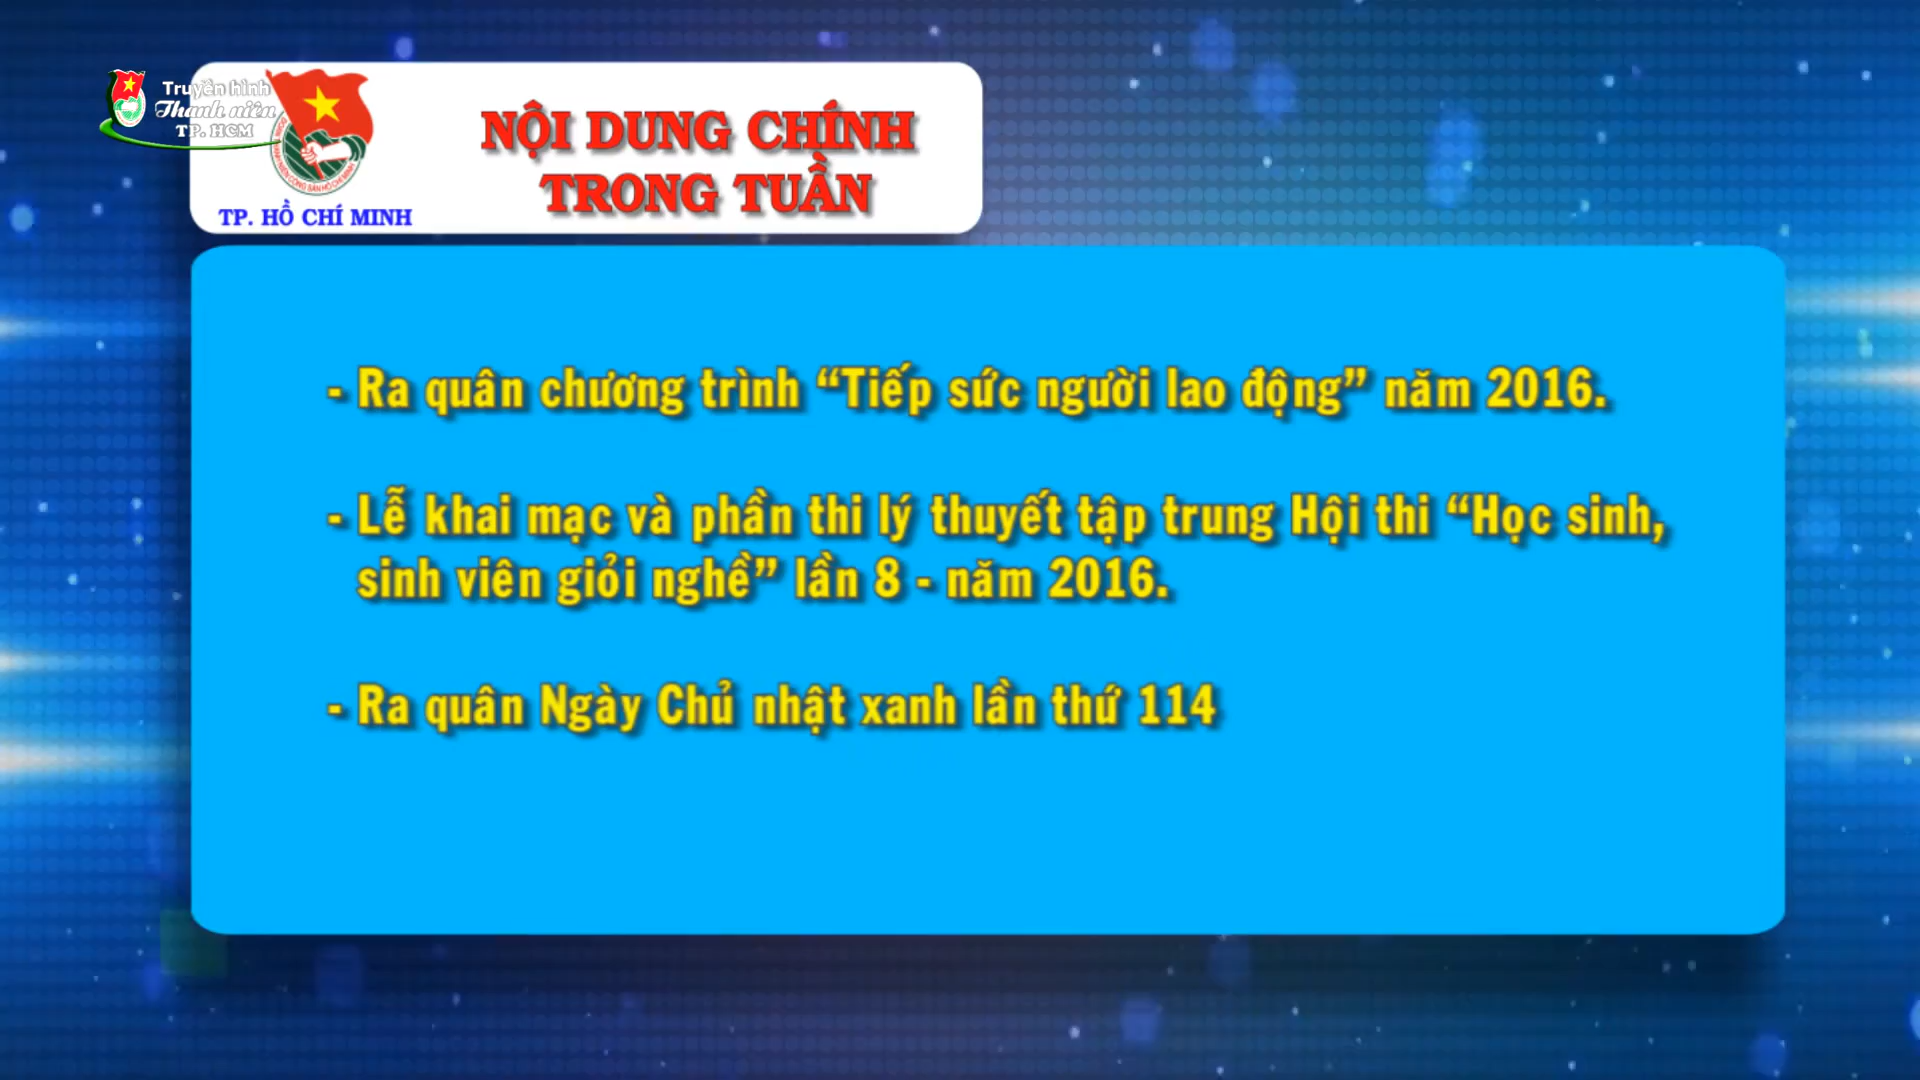 Truyền hình
Thanh niên
TP. HCM
TP. HỒ CHÍ MINH
NỘI DUNG CHÍNH
TRONG TUẦN
- Ra quân chương trình “Tiếp sức người lao động” năm 2016.
- Lễ khai mạc và phần thi lý thuyết tập trung Hội thi “Học sinh,
sinh viên giỏi nghề” lần 8 - năm 2016.
- Ra quân Ngày Chủ nhật xanh lần thứ 114